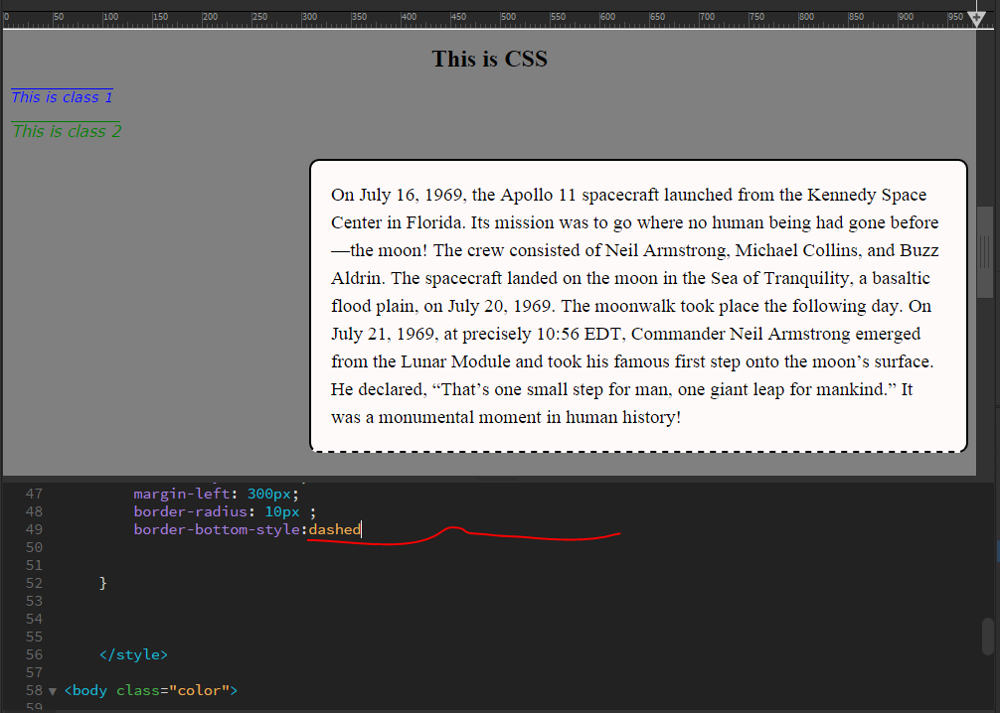 0 50 100 150 200 250 300 350 400 450 500 550 600 650 700 750 800 850 900 950
This is CSS
This is class 1
This is class 2
On July 16, 1969, the Apollo 11 spacecraft launched from the Kennedy Space
Center in Florida. Its mission was to go where no human being had gone before
—the moon! The crew consisted of Neil Armstrong, Michael Collins, and Buzz
Aldrin. The spacecraft landed on the moon in the Sea of Tranquility, a basaltic
flood plain, on July 20, 1969. The moonwalk took place the following day. On
July 21, 1969, at precisely 10:56 EDT, Commander Neil Armstrong emerged
from the Lunar Module and took his famous first step onto the moon’s surface.
He declared, “That’s one small step for man, one giant leap for mankind.” It
was a monumental moment in human history!
47 margin-left: 300px;
48 border-radius: 10px ;
49 border-bottom-style:dashed
50
51
52 }
53
54
55
56 </style>
57
58 <body class="color">
59